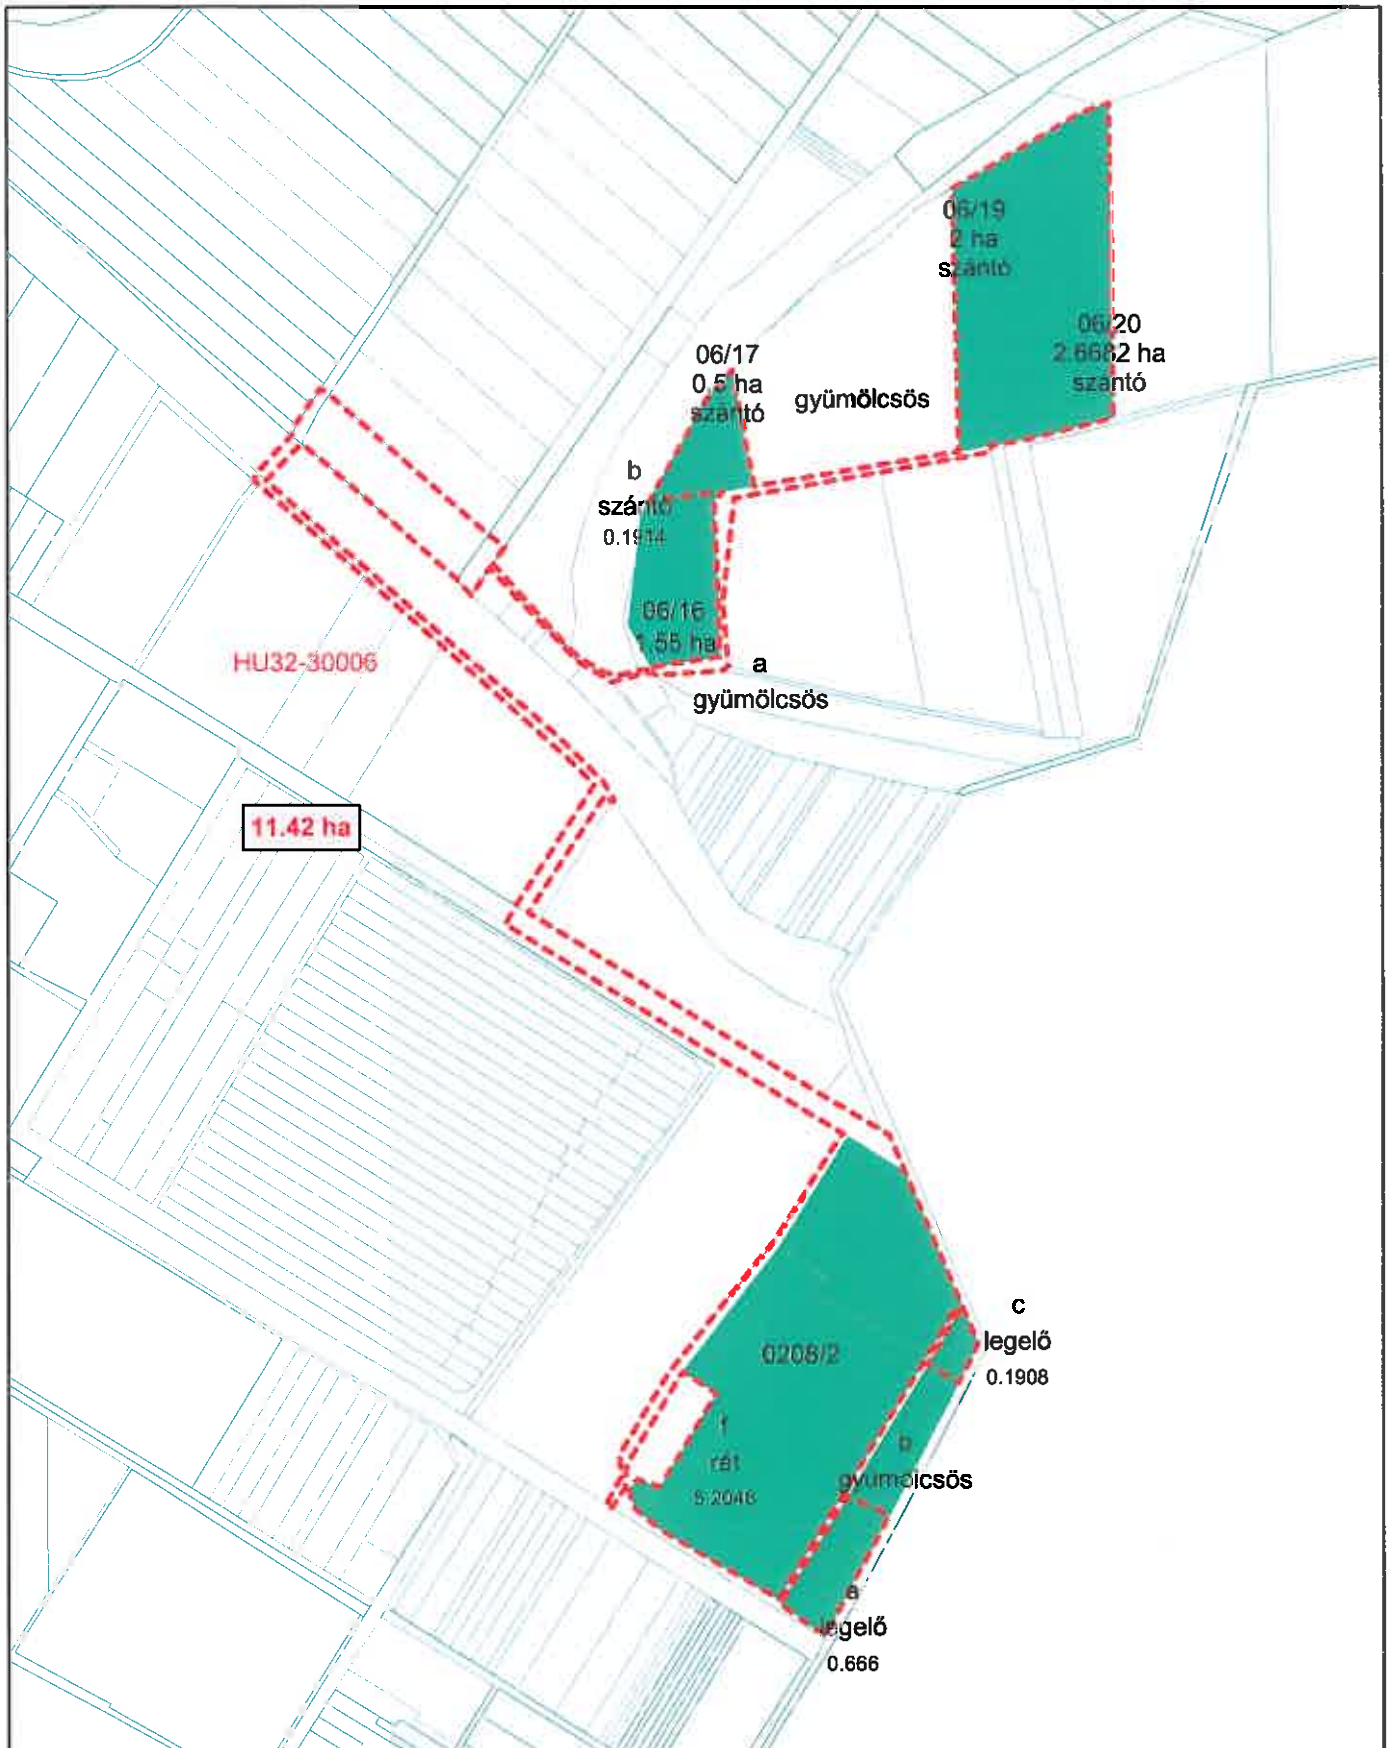 06/19
2 ha
szántó
06/20
2.6682 ha
szántó
06/17
0.5 ha
szántó
gyümölcsös
b
szántó
0.1914
06/16
1.55 ha
a
gyümölcsös
HU32-30006
11.42 ha
c
legelő
0.1908
0208/2
f
rét
5.2046
b
gyümölcsös
a
legelő
0.666